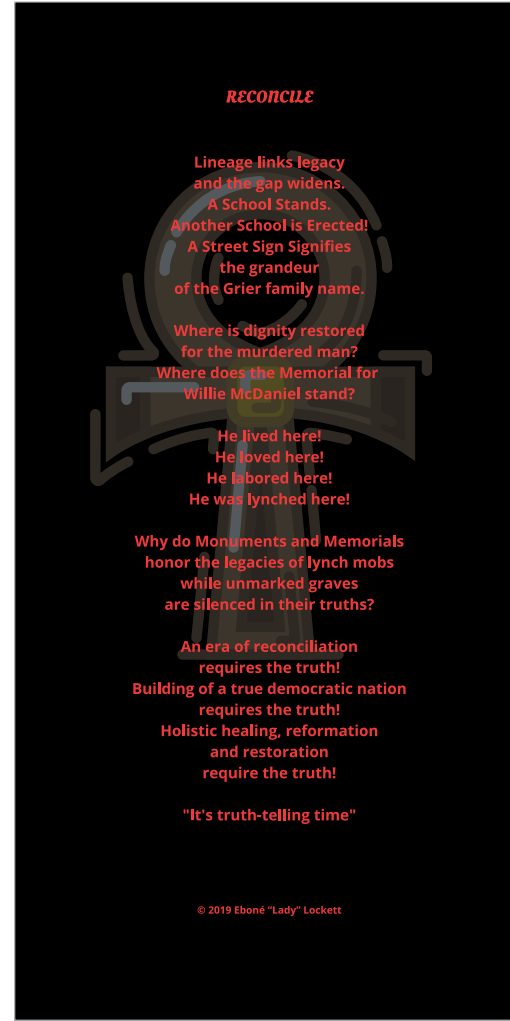 RECONCILE
Lineage links legacy
and the gap widens.
A School Stands.
Another School is Erected!
A Street Sign Signifies
the grandeur
of the Grier family name.
Where is dignity restored
for the murdered man?
Where does the Memorial for
Willie McDaniel stand?
He lived here!
He loved here!
He labored here!
He was lynched here!
Why do Monuments and Memorials
honor the legacies of lynch mobs
while unmarked graves
are silenced in their truths?
An era of reconciliation
requires the truth!
Building of a true democratic nation
requires the truth!
Holistic healing, reformation
and restoration
require the truth!
"It's truth-telling time"
© 2019 Eboné “Lady” Lockett